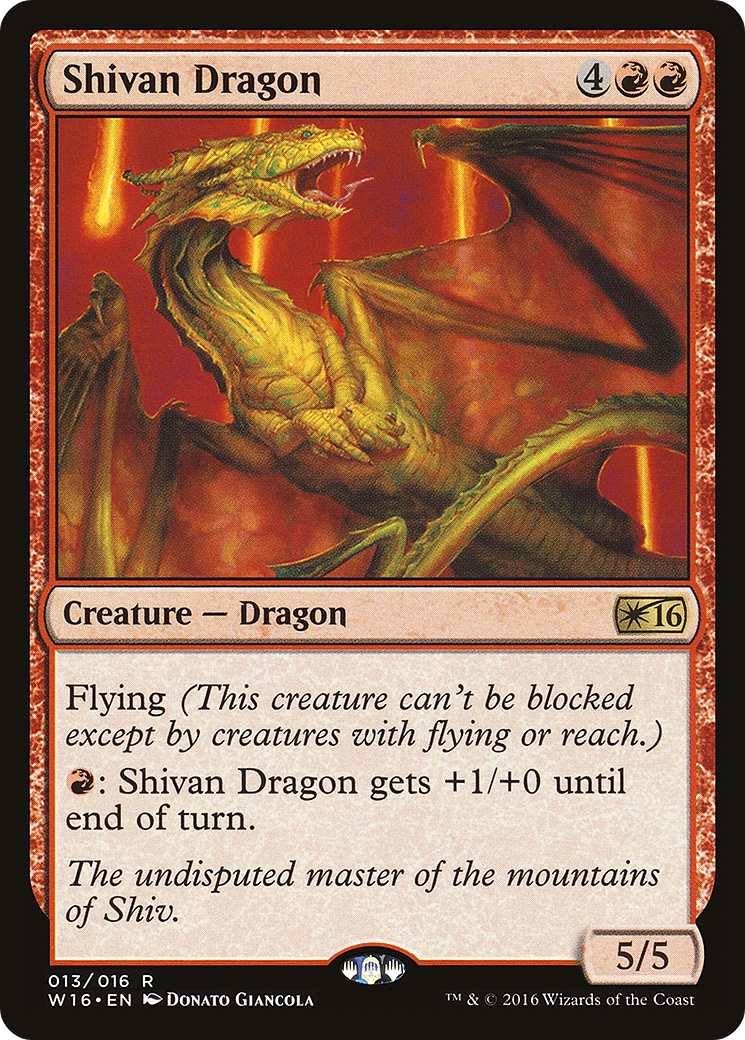 Shivan Dragon 4
Creature — Dragon 16
Flying (This creature can't be blocked
except by creatures with flying or reach.)
: Shivan Dragon gets +1/+0 until
end of turn.
The undisputed master of the mountains
of Shiv.
5/5
013/016 R
W16 • EN Donato Giancola ™ & © 2016 Wizards of the Coast